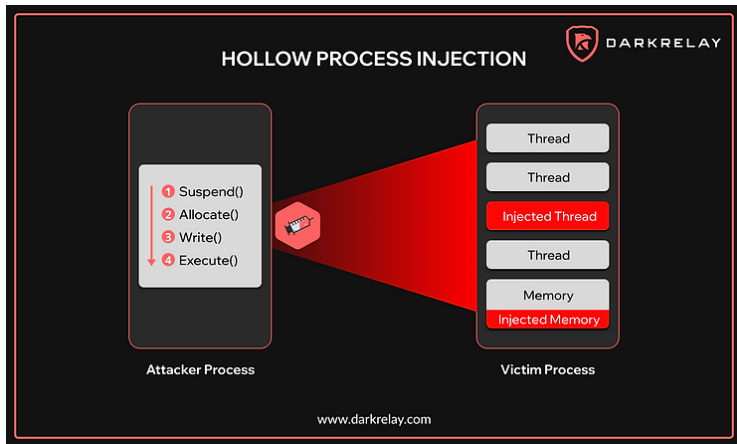 DARKRELAY
HOLLOW PROCESS INJECTION
1 Suspend()
2 Allocate()
3 Write()
4 Execute()
Attacker Process
Thread
Thread
Injected Thread
Thread
Memory
Injected Memory
Victim Process
www.darkrelay.com